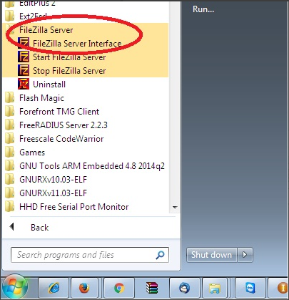 EditPlus 2
Ext2Fsd
Run...
FileZilla Server
FileZilla Server Interface
Start FileZilla Server
Stop FileZilla Server
Uninstall
Flash Magic
Forefront TMG Client
FreeRADIUS Server 2.2.3
Freescale CodeWarrior
Games
GNU Tools ARM Embedded 4.8 2014q2
GNURXv10.03-ELF
GNURXv11.03-ELF
HHD Free Serial Port Monitor
Back
Search programs and files
Shut down